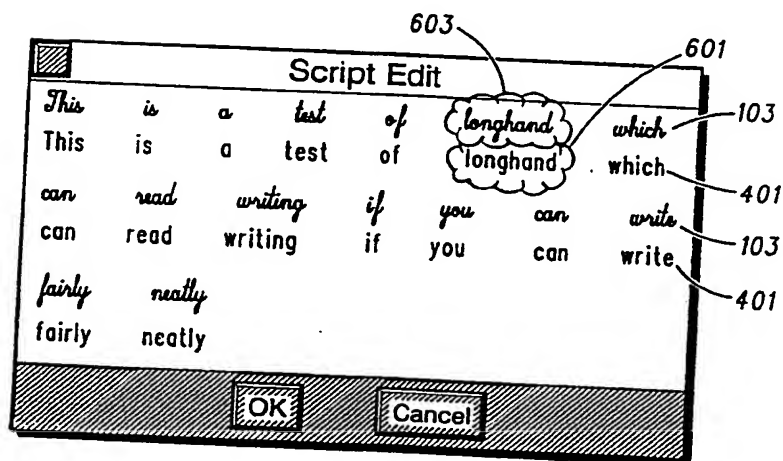 603
601
Script Edit
This is a test of longhand which 103
This is a test of longhand which 401
can read writing if you can write 103
can read writing if you can write 401
fairly neatly
fairly neatly
OK Cancel